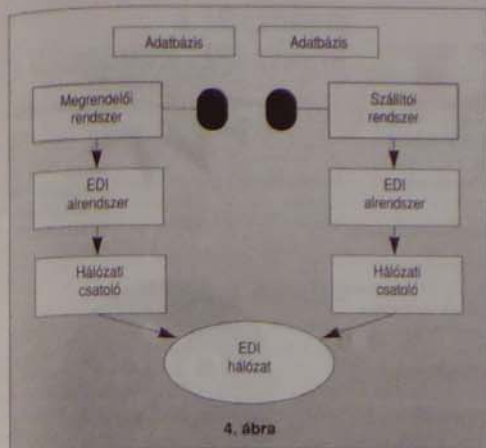 Adatbázis Adatbázis
Megrendelői Szállítói
rendszer rendszer
EDI EDI
alrendszer alrendszer
Hálózati Hálózati
csatoló csatoló
EDI
hálózat
4. ábra